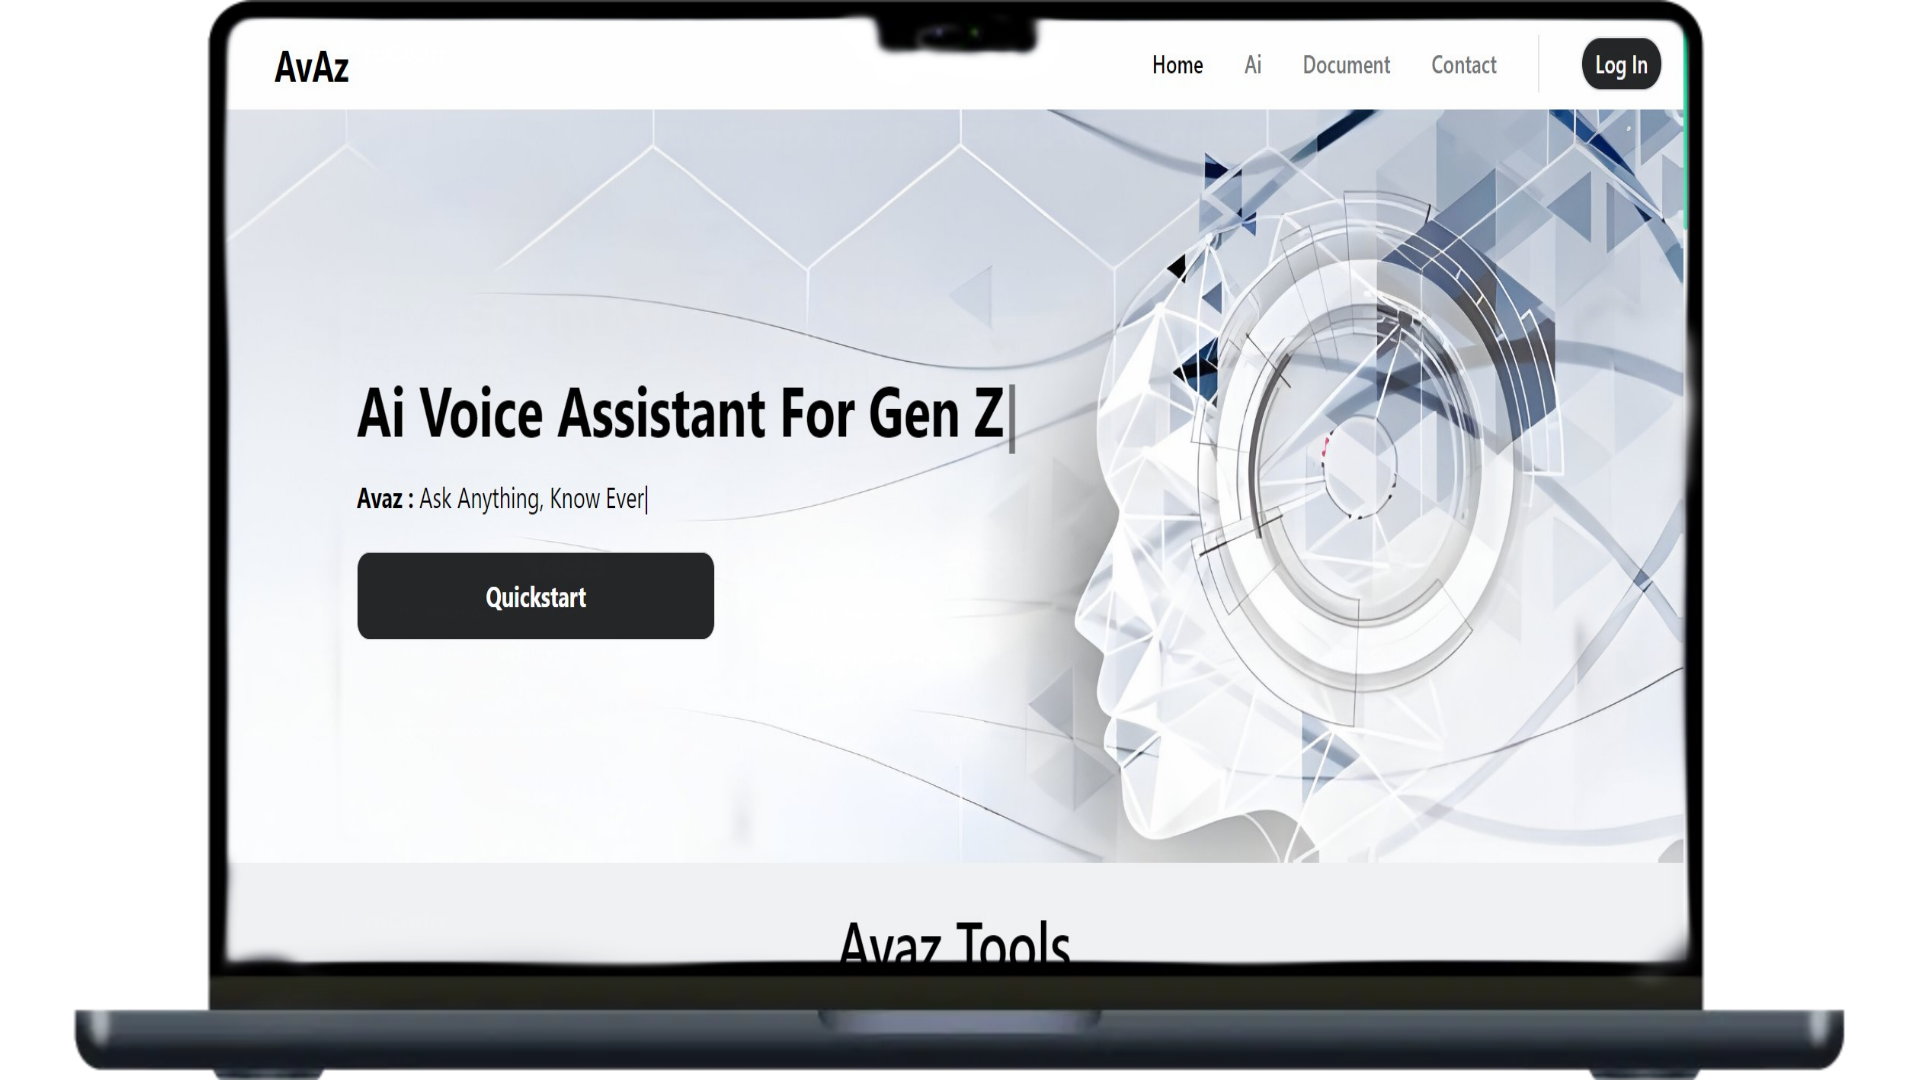 AvAz
Home Ai Document Contact Log In
Ai Voice Assistant For Gen Z|
Avaz : Ask Anything, Know Ever|
Quickstart
Avaz Tools